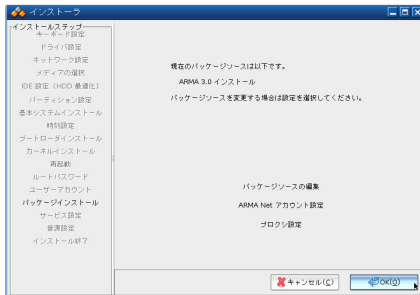 インストーラ
インストールステップ
キーボード設定
ドライバ設定
ネットワーク設定
メディアの選択
IDE 設定（HDD 最適化）
パーティション設定
基本システムインストール
時刻設定
ブートローダインストール
カーネルインストール
再起動
ルートパスワード
ユーザーアカウント
パッケージインストール
サービス設定
音源設定
インストール終了
現在のパッケージソースは以下です。
ARMA 3.0 インストール
パッケージソースを変更する場合は設定を選択してください。
パッケージソースの編集
ARMA Net アカウント設定
プロクシ設定
キャンセル(C)
OK(O)